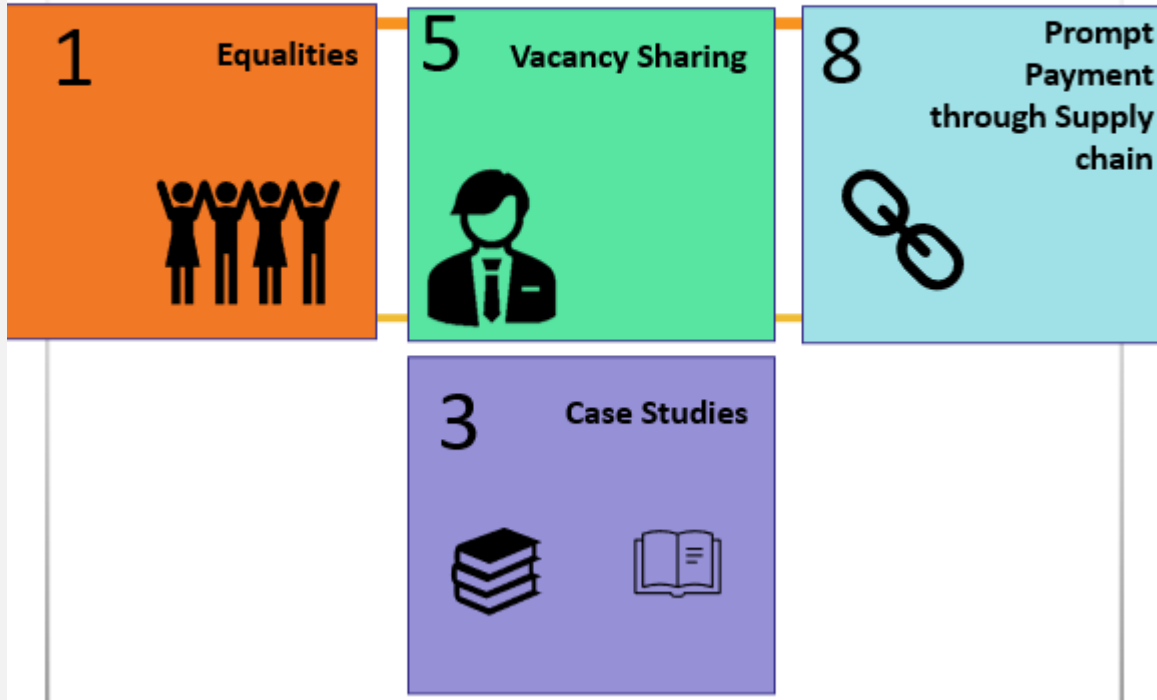 1
Equalities
5
Vacancy Sharing
8
Prompt
Payment
through Supply
chain
3
Case Studies